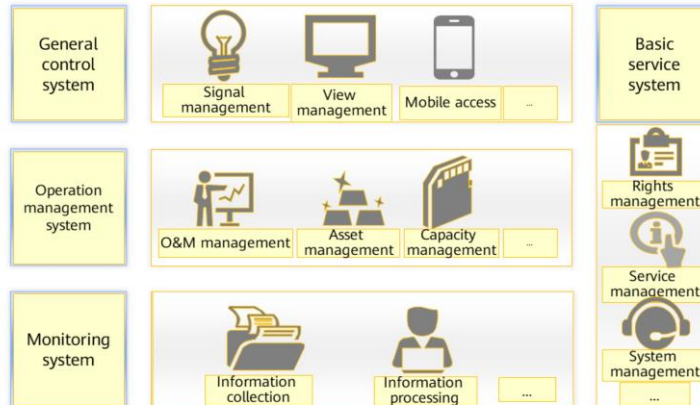 General
control
system
Signal
management
View
management
Mobile access
...
Basic
service
system
Operation
management
system
O&M management
Asset
management
Capacity
management
...
Rights
management
Service
management
System
management
...
Monitoring
system
Information
collection
Information
processing
...